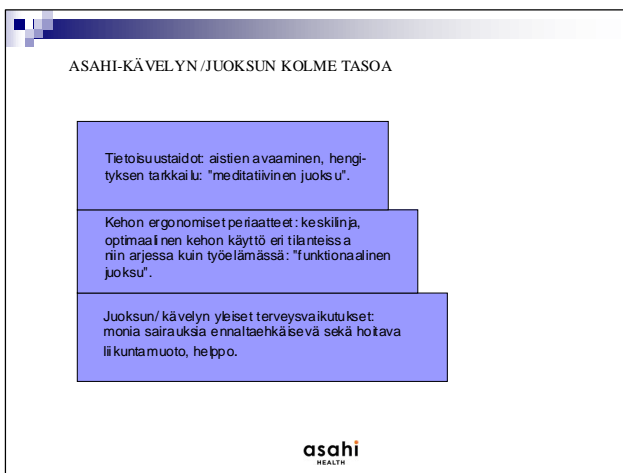 ASAHI-KÄVELYN/JUOKSUN KOLME TASOA
Tietoisuustaidot: aistien avaaminen, hengi-
tyksen tarkkailu: "meditatiivinen juoksu".
Kehon ergonomiset periaatteet: keskilinja,
optimaalinen kehon käyttö eri tilanteissa
niin arjessa kuin työelämässä: "funktionaalinen
juoksu".
Juoksun/ kävelyn yleiset terveysvaikutukset:
monia sairauksia ennaltaehkäisevä sekä hoitava
liikuntamuoto, helppo.
asahi
HEALTH